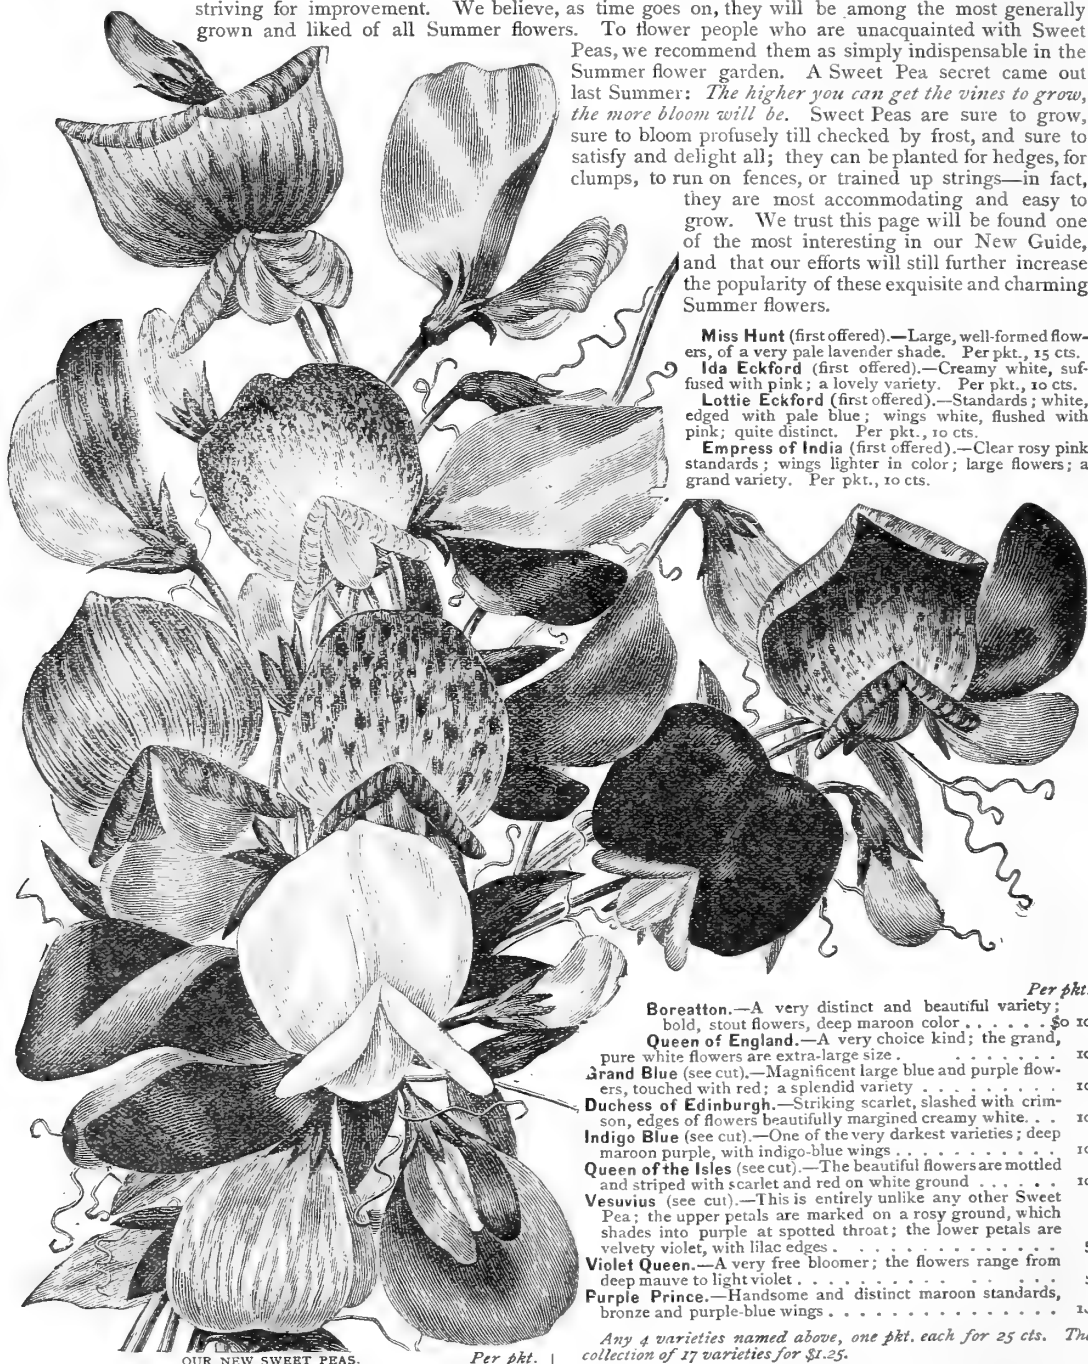 striving for improvement. We believe, as time goes on, they will be among the most generally
grown and liked of all Summer flowers. To flower people who are unacquainted with Sweet
Peas, we recommend them as simply indispensable in the
Summer flower garden. A Sweet Pea secret came out
last Summer: The higher you can get the vines to grow,
the more bloom will be. Sweet Peas are sure to grow,
sure to bloom profusely till checked by frost, and sure to
satisfy and delight all; they can be planted for hedges, for
clumps, to run on fences, or trained up strings—in fact,
they are most accommodating and easy to
grow. We trust this page will be found one
of the most interesting in our New Guide,
and that our efforts will still further increase
the popularity of these exquisite and charming
Summer flowers.
Miss Hunt (first offered).—Large, well-formed flow-
ers, of a very pale lavender shade. Per pkt., 15 cts.
Ida Eckford (first offered).—Creamy white, suf-
fused with pink; a lovely variety. Per pkt., 10 cts.
Lottie Eckford (first offered).—Standards; white,
edged with pale blue; wings white, flushed with
pink; quite distinct. Per pkt., 10 cts.
Empress of India (first offered).—Clear rosy pink
standards; wings lighter in color; large flowers; a
grand variety. Per pkt., 10 cts.
Per pkt.
Boreatton.—A very distinct and beautiful variety;
bold, stout flowers, deep maroon color . . . . . . $0 10
Queen of England.—A very choice kind; the grand,
pure white flowers are extra-large size . . . . . . . . 10
Grand Blue (see cut).—Magnificent large blue and purple flow-
ers, touched with red; a splendid variety . . . . . . . . . 10
Duchess of Edinburgh.—Striking scarlet, slashed with crim-
son, edges of flowers beautifully margined creamy white. . . 10
Indigo Blue (see cut).—One of the very darkest varieties; deep
maroon purple, with indigo-blue wings . . . . . . . . . . . 10
Queen of the Isles (see cut).—The beautiful flowers are mottled
and striped with scarlet and red on white ground . . . . . . 10
Vesuvius (see cut).—This is entirely unlike any other Sweet
Pea; the upper petals are marked on a rosy ground, which
shades into purple at spotted throat; the lower petals are
velvety violet, with lilac edges . . . . . . . . . . . . . .
Violet Queen.—A very free bloomer; the flowers range from
deep mauve to light violet . . . . . . . . . . . . . . . .
Purple Prince.—Handsome and distinct maroon standards,
bronze and purple-blue wings . . . . . . . . . . . . . . .
Any 4 varieties named above, one pkt. each for 25 cts. The
collection of 17 varieties for $1.25.
OUR NEW SWEET PEAS.
Per pkt.